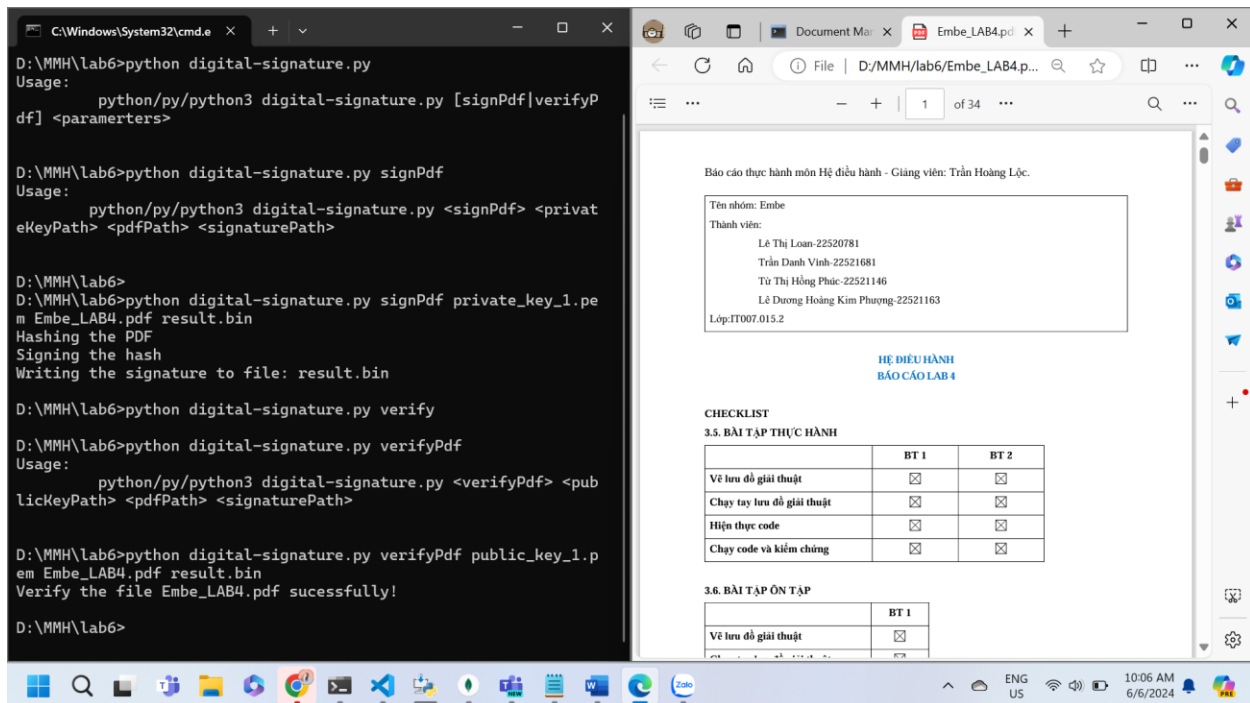 C:\Windows\System32\cmd.e
D:\MMH\lab6>python digital-signature.py
Usage:
python/py/python3 digital-signature.py [signPdf|verifyP
df] <paramerters>
D:\MMH\lab6>python digital-signature.py signPdf
Usage:
python/py/python3 digital-signature.py <signPdf> <privat
eKeyPath> <pdfPath> <signaturePath>
D:\MMH\lab6>
D:\MMH\lab6>python digital-signature.py signPdf private_key_1.pe
m Embe_LAB4.pdf result.bin
Hashing the PDF
Signing the hash
Writing the signature to file: result.bin
D:\MMH\lab6>python digital-signature.py verify
D:\MMH\lab6>python digital-signature.py verifyPdf
Usage:
python/py/python3 digital-signature.py <verifyPdf> <pub
licKeyPath> <pdfPath> <signaturePath>
D:\MMH\lab6>python digital-signature.py verifyPdf public_key_1.p
em Embe_LAB4.pdf result.bin
Verify the file Embe_LAB4.pdf sucessfully!
D:\MMH\lab6>
Document Mar
Embe_LAB4.pd
File | D:/MMH/lab6/Embe_LAB4.p...
1 of 34
Báo cáo thực hành môn Hệ điều hành - Giảng viên: Trần Hoàng Lộc.
Tên nhóm: Embe
Thành viên:
Lê Thị Loan-22520781
Trần Danh Vinh-22521681
Từ Thị Hồng Phúc-22521146
Lê Dương Hoàng Kim Phượng-22521163
Lớp:IT007.015.2
HỆ ĐIỀU HÀNH
BÁO CÁO LAB 4
CHECKLIST
3.5. BÀI TẬP THỰC HÀNH
BT 1 BT 2
Vẽ lưu đồ giải thuật
Chạy tay lưu đồ giải thuật
Hiện thực code
Chạy code và kiểm chứng
3.6. BÀI TẬP ÔN TẬP
BT 1
Vẽ lưu đồ giải thuật
Zalo
ENG
US
10:06 AM
6/6/2024